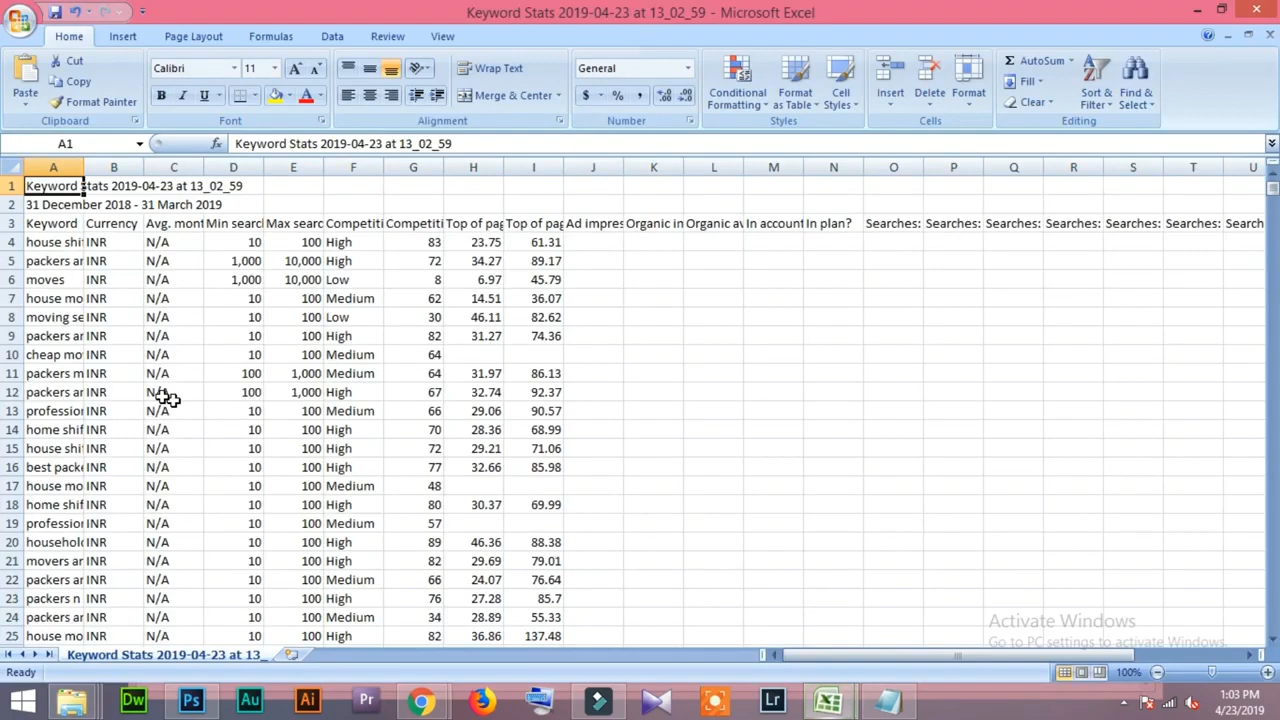 Keyword Stats 2019-04-23 at 13_02_59 - Microsoft Excel
Home Insert Page Layout Formulas Data Review View
Paste Cut Copy Format Painter Clipboard
Calibri 11 A A B I U A Font
Wrap Text Merge & Center Alignment
General $ % , Number
Conditional Formatting Format as Table Cell Styles Styles
Insert Delete Format Cells
Σ AutoSum Fill Clear Sort & Filter Find & Select Editing
A1 fx Keyword Stats 2019-04-23 at 13_02_59
A B C D E F G H I J K L M N O P Q R S T U
1 Keyword Stats 2019-04-23 at 13_02_59
2 31 December 2018 - 31 March 2019
3 Keyword Currency Avg. mont Min searc Max searc Competiti Competiti Top of pag Top of pag Ad impres Organic in Organic av In account In plan? Searches: Searches: Searches: Searches: Searches: Searches: Search
4 house shif INR N/A 10 100 High 83 23.75 61.31
5 packers ar INR N/A 1,000 10,000 High 72 34.27 89.17
6 moves INR N/A 1,000 10,000 Low 8 6.97 45.79
7 house mo INR N/A 10 100 Medium 62 14.51 36.07
8 moving se INR N/A 10 100 Low 30 46.11 82.62
9 packers ar INR N/A 10 100 High 82 31.27 74.36
10 cheap mo INR N/A 10 100 Medium 64
11 packers m INR N/A 100 1,000 Medium 64 31.97 86.13
12 packers ar INR N/A 100 1,000 High 67 32.74 92.37
13 profession INR N/A 10 100 Medium 66 29.06 90.57
14 home shif INR N/A 10 100 High 70 28.36 68.99
15 house shif INR N/A 10 100 High 72 29.21 71.06
16 best packe INR N/A 10 100 High 77 32.66 85.98
17 house mo INR N/A 10 100 Medium 48
18 home shif INR N/A 10 100 High 80 30.37 69.99
19 profession INR N/A 10 100 Medium 57
20 househol INR N/A 10 100 High 89 46.36 88.38
21 movers ar INR N/A 10 100 High 82 29.69 79.01
22 packers ar INR N/A 10 100 Medium 66 24.07 76.64
23 packers n INR N/A 10 100 High 76 27.28 85.7
24 packers ar INR N/A 10 100 Medium 34 28.89 55.33
25 house mo INR N/A 10 100 High 82 36.86 137.48
Activate Windows
Go to PC settings to activate Windows.
Keyword Stats 2019-04-23 at 13_
Ready 100%
Dw Ps Au Ai Pr Lr 1:03 PM
4/23/2019